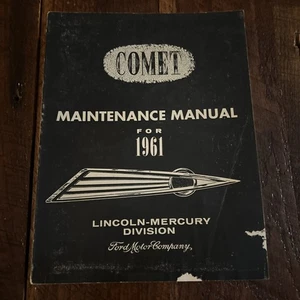 COMET
MAINTENANCE MANUAL
FOR
1961
LINCOLN-MERCURY
DIVISION
Ford Motor Company,